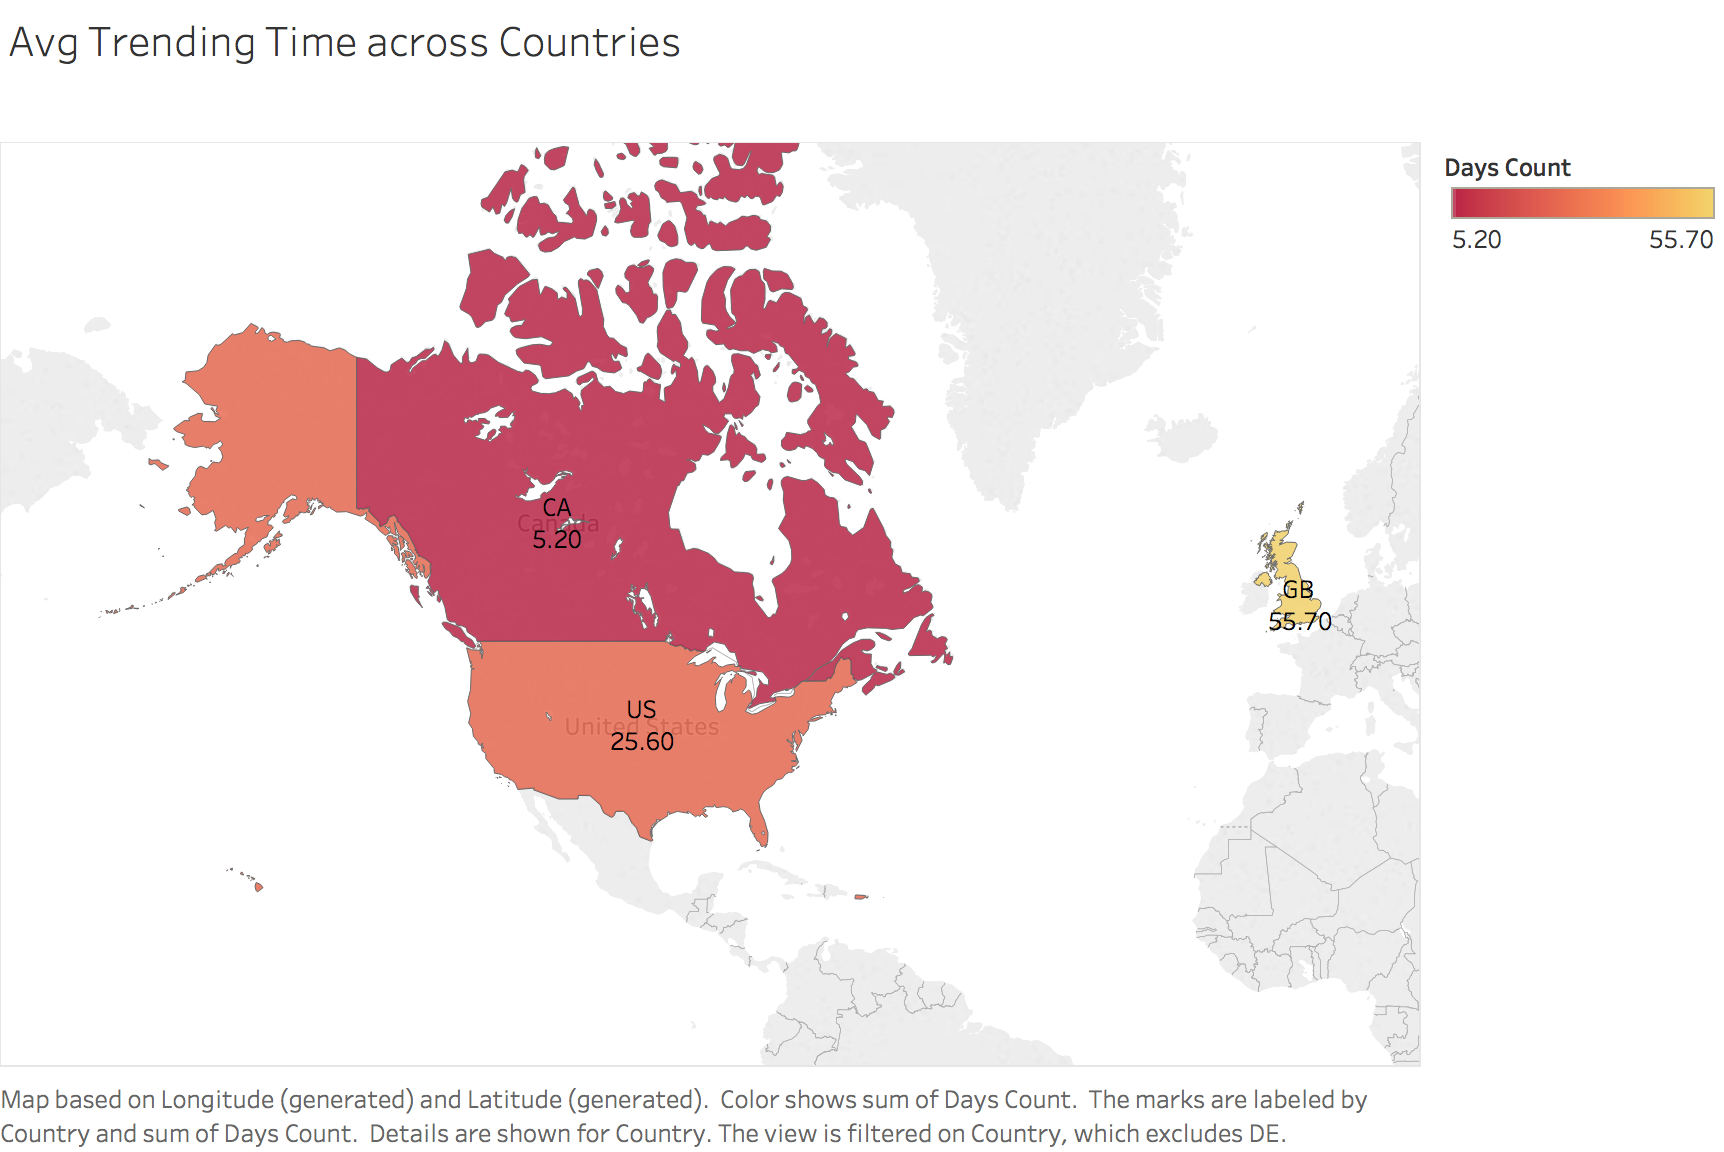 Avg Trending Time across Countries
Days Count
5.20 55.70
CA
Canada
5.20
GB
55.70
US
United States
25.60
Map based on Longitude (generated) and Latitude (generated).  Color shows sum of Days Count.  The marks are labeled by
Country and sum of Days Count.  Details are shown for Country. The view is filtered on Country, which excludes DE.